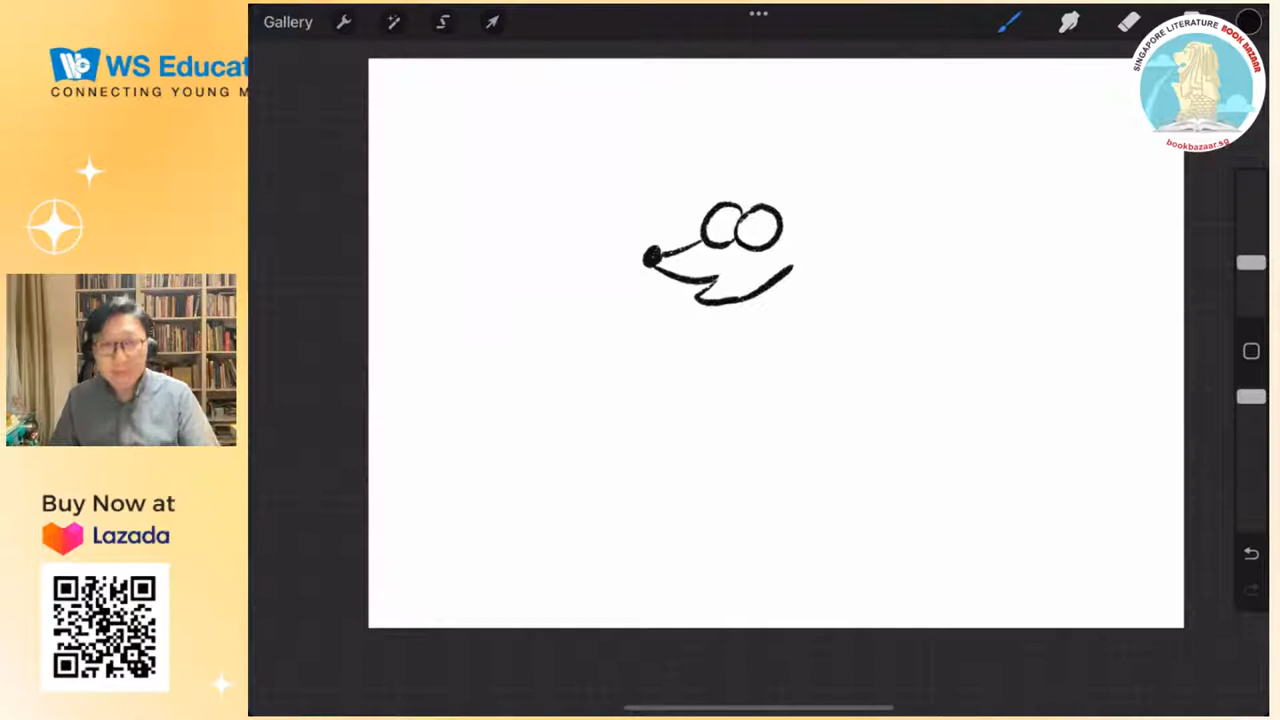 Gallery
WS Educat
CONNECTING YOUNG M
SINGAPORE LITERATURE BOOK BAZAAR
bookbazaar.sg
Buy Now at
Lazada